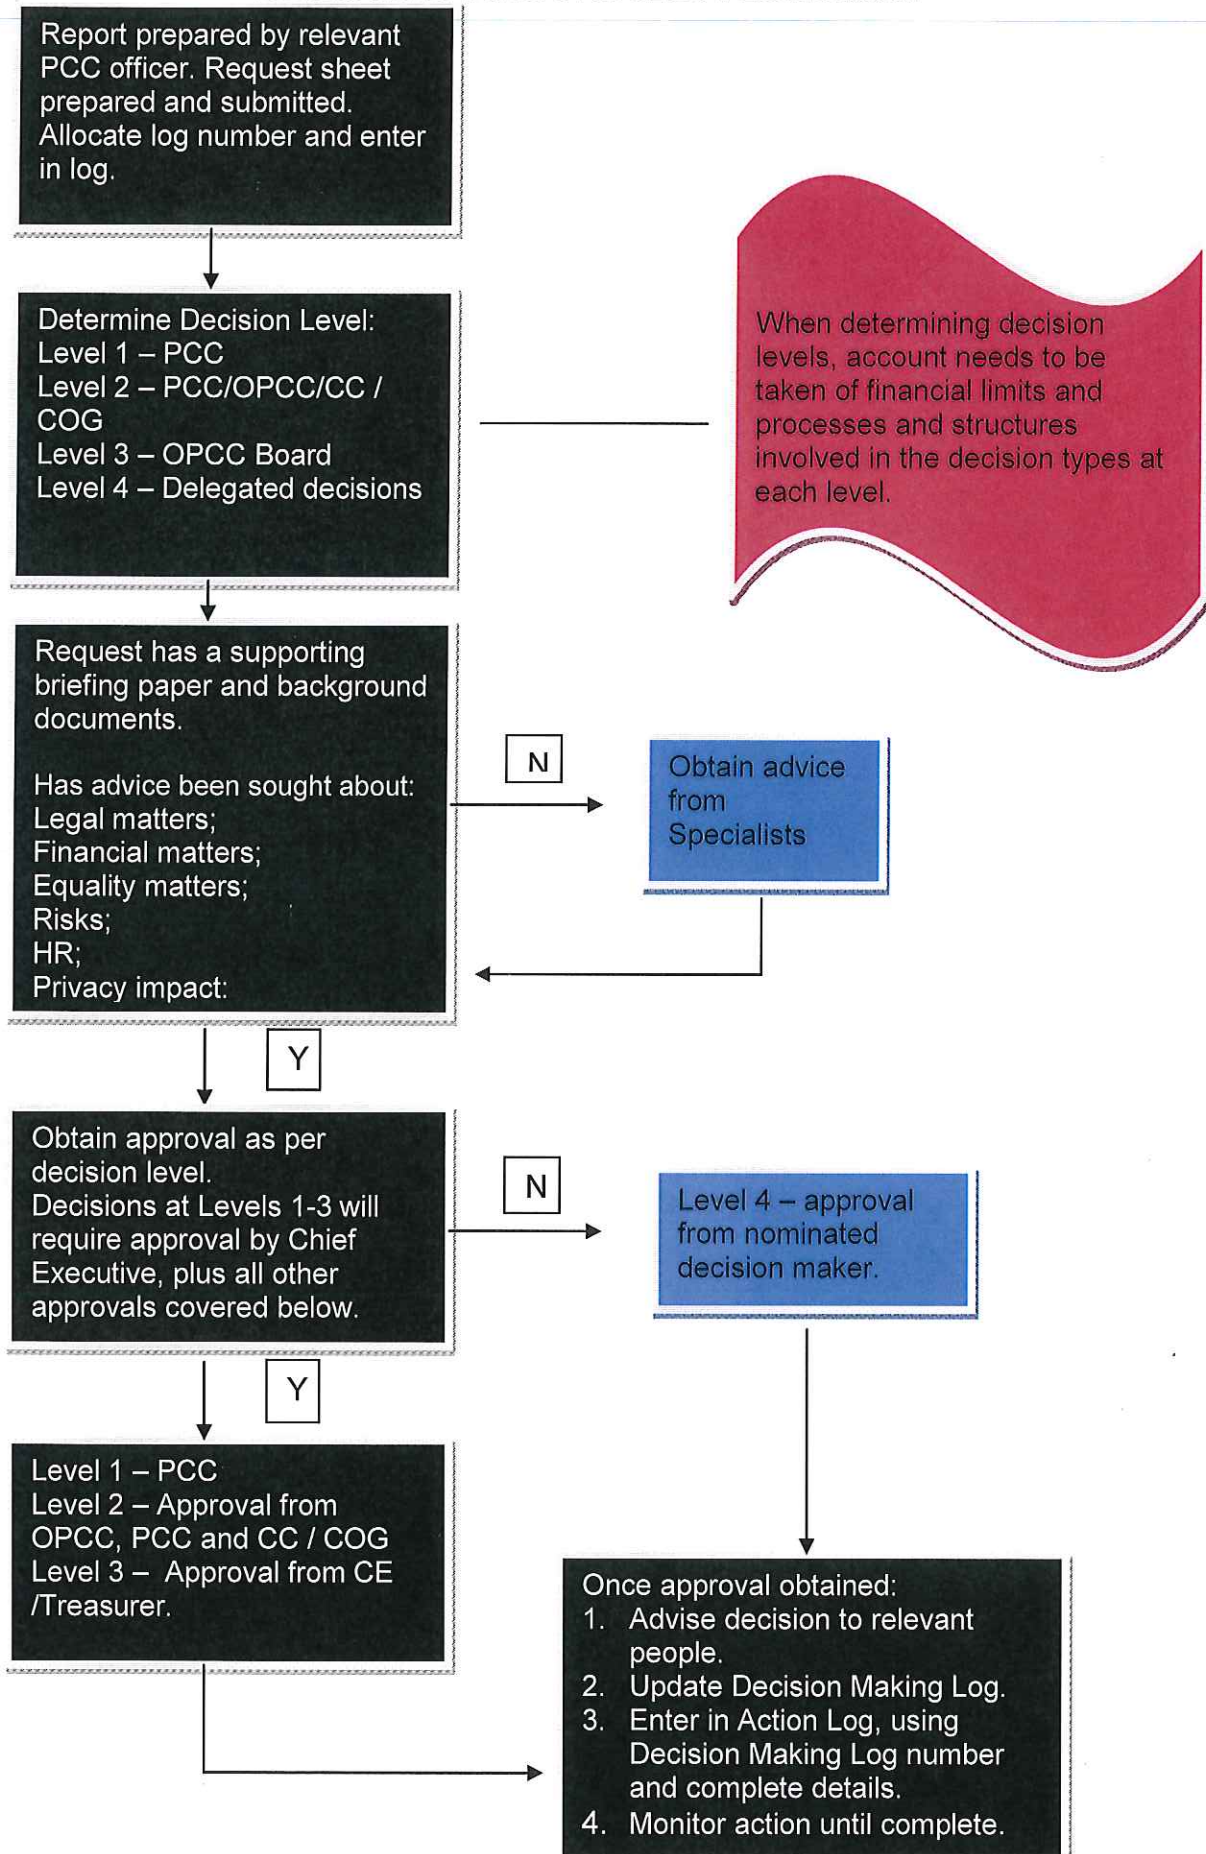 Report prepared by relevant
PCC officer. Request sheet
prepared and submitted.
Allocate log number and enter
in log.
Determine Decision Level:
Level 1 – PCC
Level 2 – PCC/OPCC/CC /
COG
Level 3 – OPCC Board
Level 4 – Delegated decisions
When determining decision
levels, account needs to be
taken of financial limits and
processes and structures
involved in the decision types at
each level.
Request has a supporting
briefing paper and background
documents.
Has advice been sought about:
Legal matters;
Financial matters;
Equality matters;
Risks;
HR;
Privacy impact:
N
Obtain advice
from
Specialists
Y
Obtain approval as per
decision level.
Decisions at Levels 1-3 will
require approval by Chief
Executive, plus all other
approvals covered below.
N
Level 4 – approval
from nominated
decision maker.
Y
Level 1 – PCC
Level 2 – Approval from
OPCC, PCC and CC / COG
Level 3 – Approval from CE
/Treasurer.
Once approval obtained:
1. Advise decision to relevant
people.
2. Update Decision Making Log.
3. Enter in Action Log, using
Decision Making Log number
and complete details.
4. Monitor action until complete.